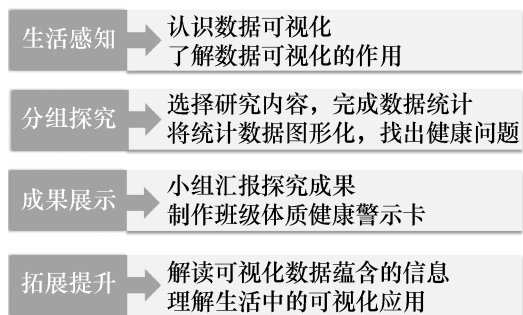 生活感知
认识数据可视化
了解数据可视化的作用
分组探究
选择研究内容，完成数据统计
将统计数据图形化，找出健康问题
成果展示
小组汇报探究成果
制作班级体质健康警示卡
拓展提升
解读可视化数据蕴含的信息
理解生活中的可视化应用